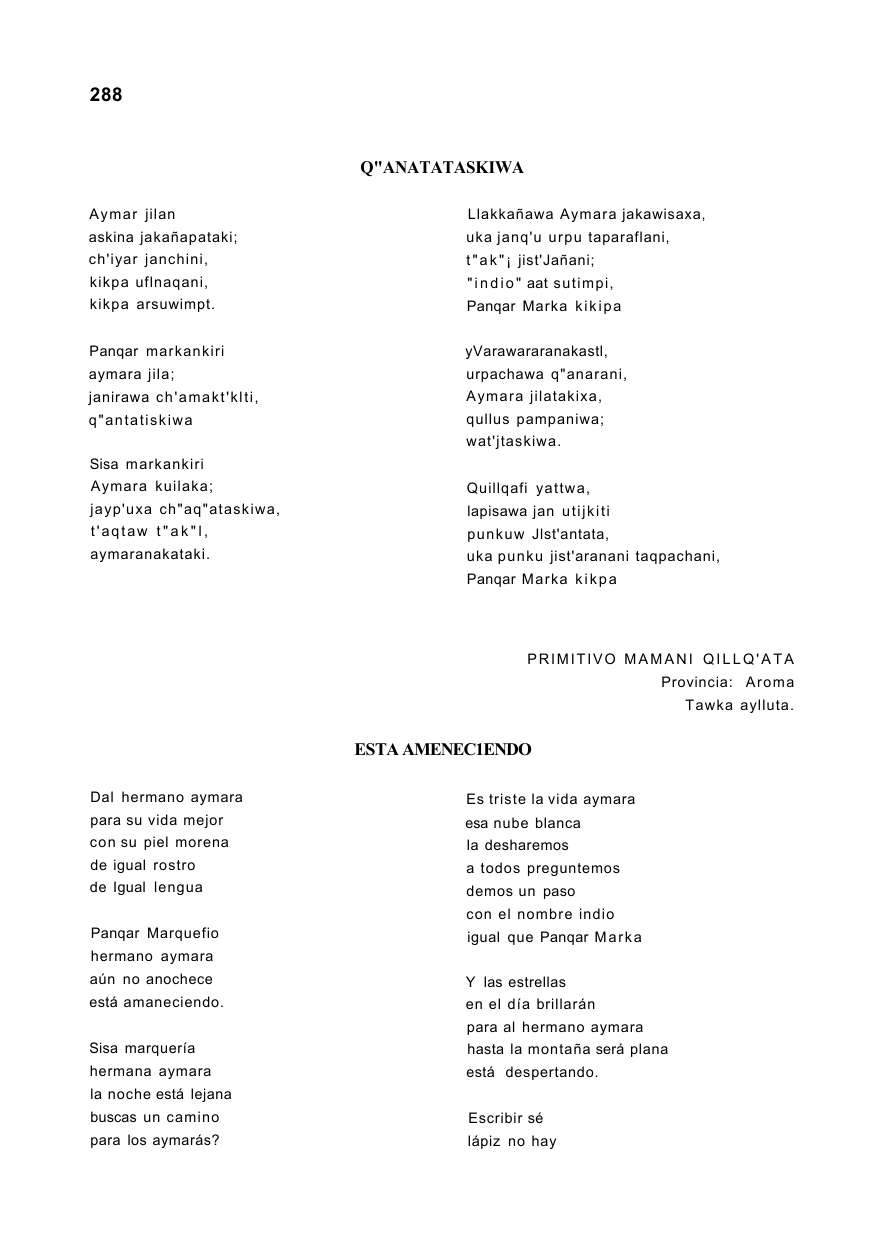 288
Q"ANATATASKIWA
Aymar jilan
askina jakañapataki;
ch'iyar janchini,
kikpa uflnaqani,
kikpa arsuwimpt.
Panqar markankiri
aymara jila;
janirawa ch'amakt'klti,
q"antatiskiwa
Sisa markankiri
Aymara kuilaka;
jayp'uxa ch"aq"ataskiwa,
t'aqtaw t"ak"l,
aymaranakataki.
Llakkañawa Aymara jakawisaxa,
uka janq'u urpu taparaflani,
t"ak"¡ jist'Jañani;
"indio" aat sutimpi,
Panqar Marka kikipa
yVarawararanakastl,
urpachawa q"anarani,
Aymara jilatakixa,
qullus pampaniwa;
wat'jtaskiwa.
Quillqafi yattwa,
lapisawa jan utijkiti
punkuw Jlst'antata,
uka punku jist'aranani taqpachani,
Panqar Marka kikpa
PRIMITIVO MAMANI QILLQ'ATA
Provincia: Aroma
Tawka aylluta.
ESTA AMENEC1ENDO
Dal hermano aymara
para su vida mejor
con su piel morena
de igual rostro
de Igual lengua
Panqar Marquefio
hermano aymara
aún no anochece
está amaneciendo.
Sisa marquería
hermana aymara
la noche está lejana
buscas un camino
para los aymarás?
Es triste la vida aymara
esa nube blanca
la desharemos
a todos preguntemos
demos un paso
con el nombre indio
igual que Panqar Marka
Y las estrellas
en el día brillarán
para al hermano aymara
hasta la montaña será plana
está despertando.
Escribir sé
lápiz no hay